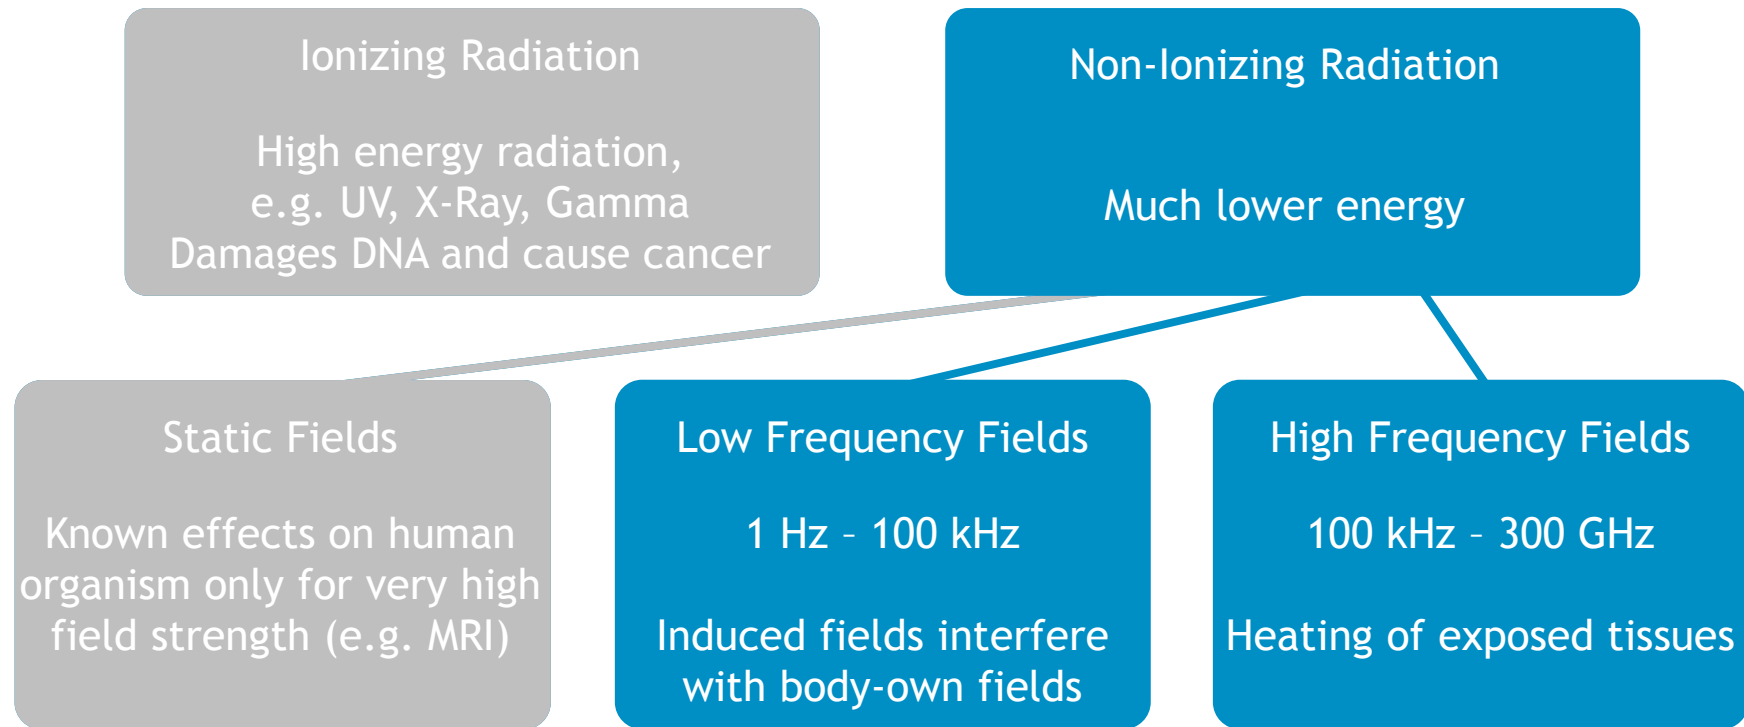 Ionizing Radiation
High energy radiation,
e.g. UV, X-Ray, Gamma
Damages DNA and cause cancer
Non-Ionizing Radiation
Much lower energy
Static Fields
Known effects on human
organism only for very high
field strength (e.g. MRI)
Low Frequency Fields
1 Hz – 100 kHz
Induced fields interfere
with body-own fields
High Frequency Fields
100 kHz – 300 GHz
Heating of exposed tissues